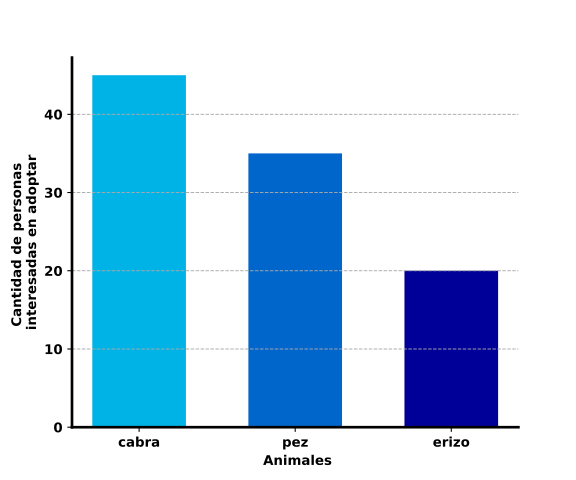 Cantidad de personas
interesadas en adoptar
40
30
20
10
0
cabra pez erizo
Animales